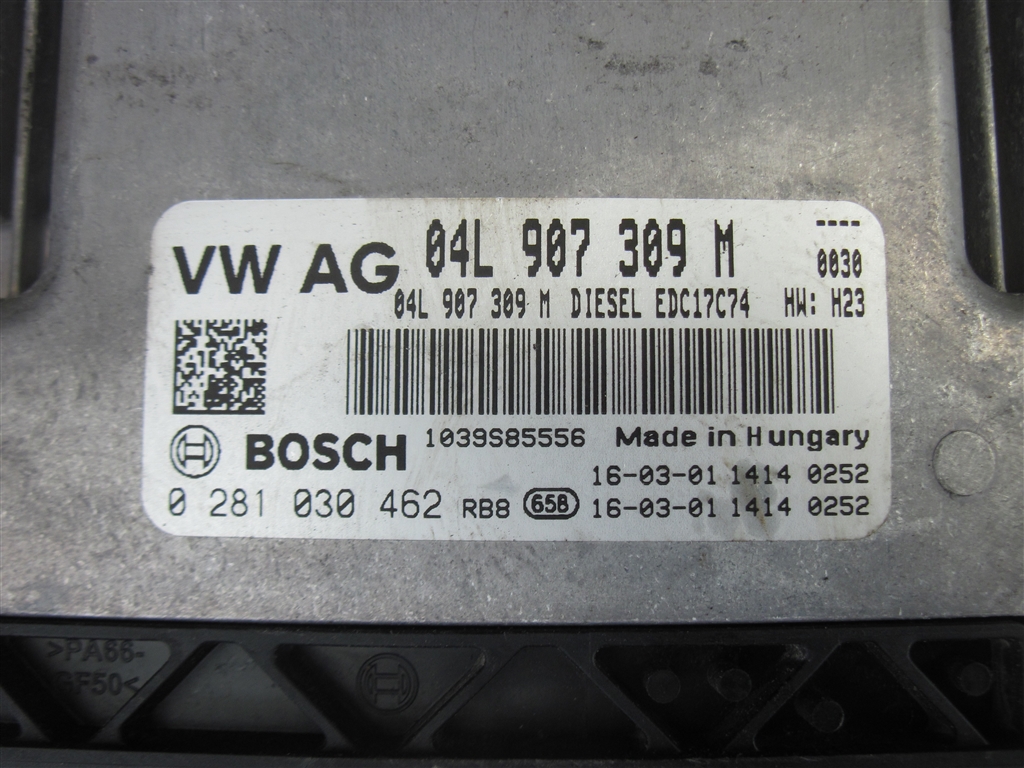 04L 907 309 M ----
VW AG 0030
04L 907 309 M DIESEL EDC17C74 HW: H23
BOSCH 1039S85556 Made in Hungary
16-03-01 1414 0252
0 281 030 462 RB8 65B 16-03-01 1414 0252
>PA66-
GF50<